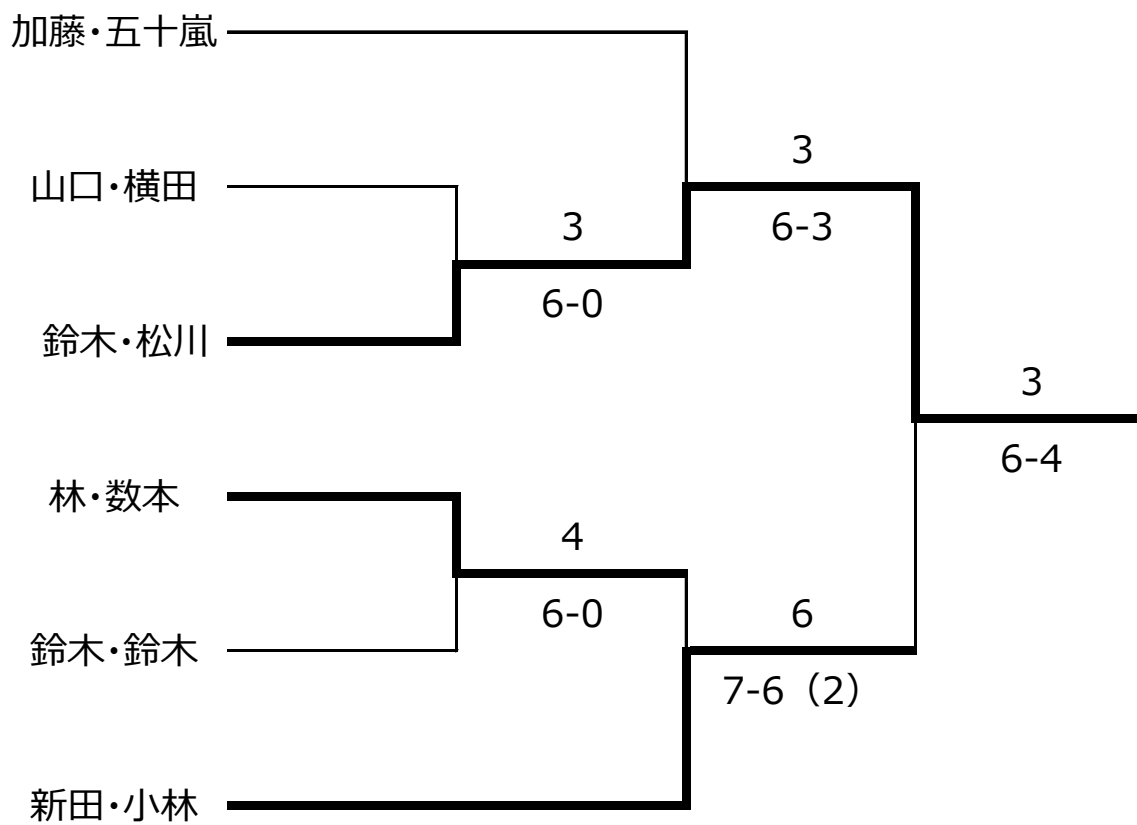 加藤・五十嵐
3
山口・横田
3
6-3
6-0
鈴木・松川
3
6-4
林・数本
4
6-0
6
鈴木・鈴木
7-6（2）
新田・小林